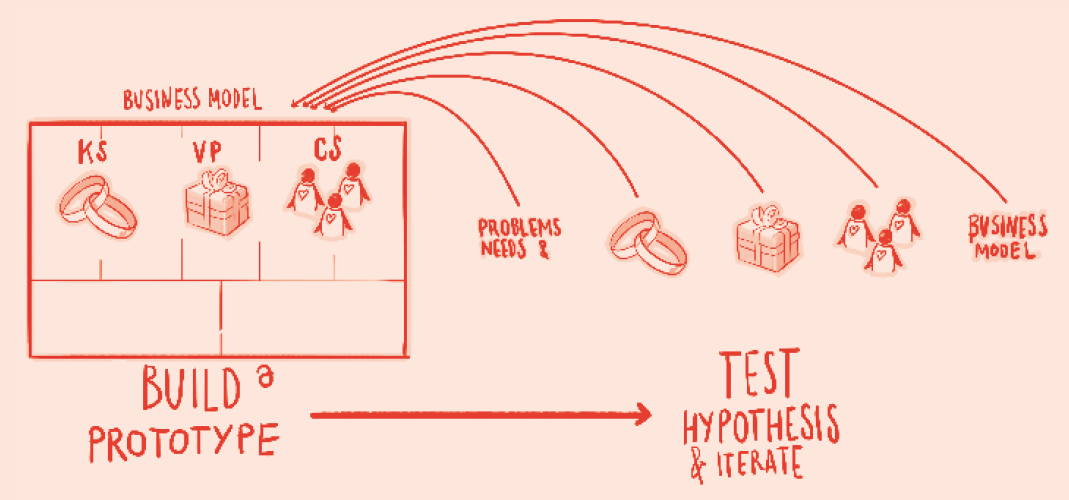 BUSINESS MODEL
KS
VP
CS
PROBLEMS
NEEDS &
BUSINESS
MODEL
BUILD a
PROTOTYPE
TEST
HYPOTHESIS
& ITERATE